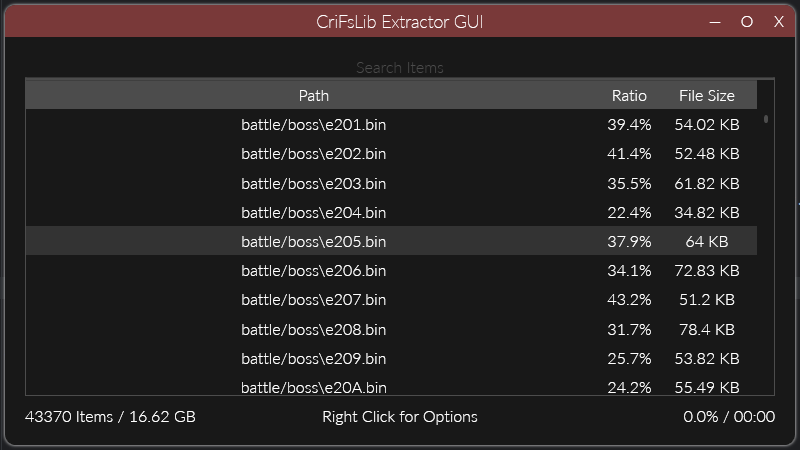 CriFsLib Extractor GUI
Search Items
Path Ratio File Size
battle/boss\e201.bin 39.4% 54.02 KB
battle/boss\e202.bin 41.4% 52.48 KB
battle/boss\e203.bin 35.5% 61.82 KB
battle/boss\e204.bin 22.4% 34.82 KB
battle/boss\e205.bin 37.9% 64 KB
battle/boss\e206.bin 34.1% 72.83 KB
battle/boss\e207.bin 43.2% 51.2 KB
battle/boss\e208.bin 31.7% 78.4 KB
battle/boss\e209.bin 25.7% 53.82 KB
battle/boss\e20A.bin 24.2% 55.49 KB
43370 Items / 16.62 GB Right Click for Options 0.0% / 00:00